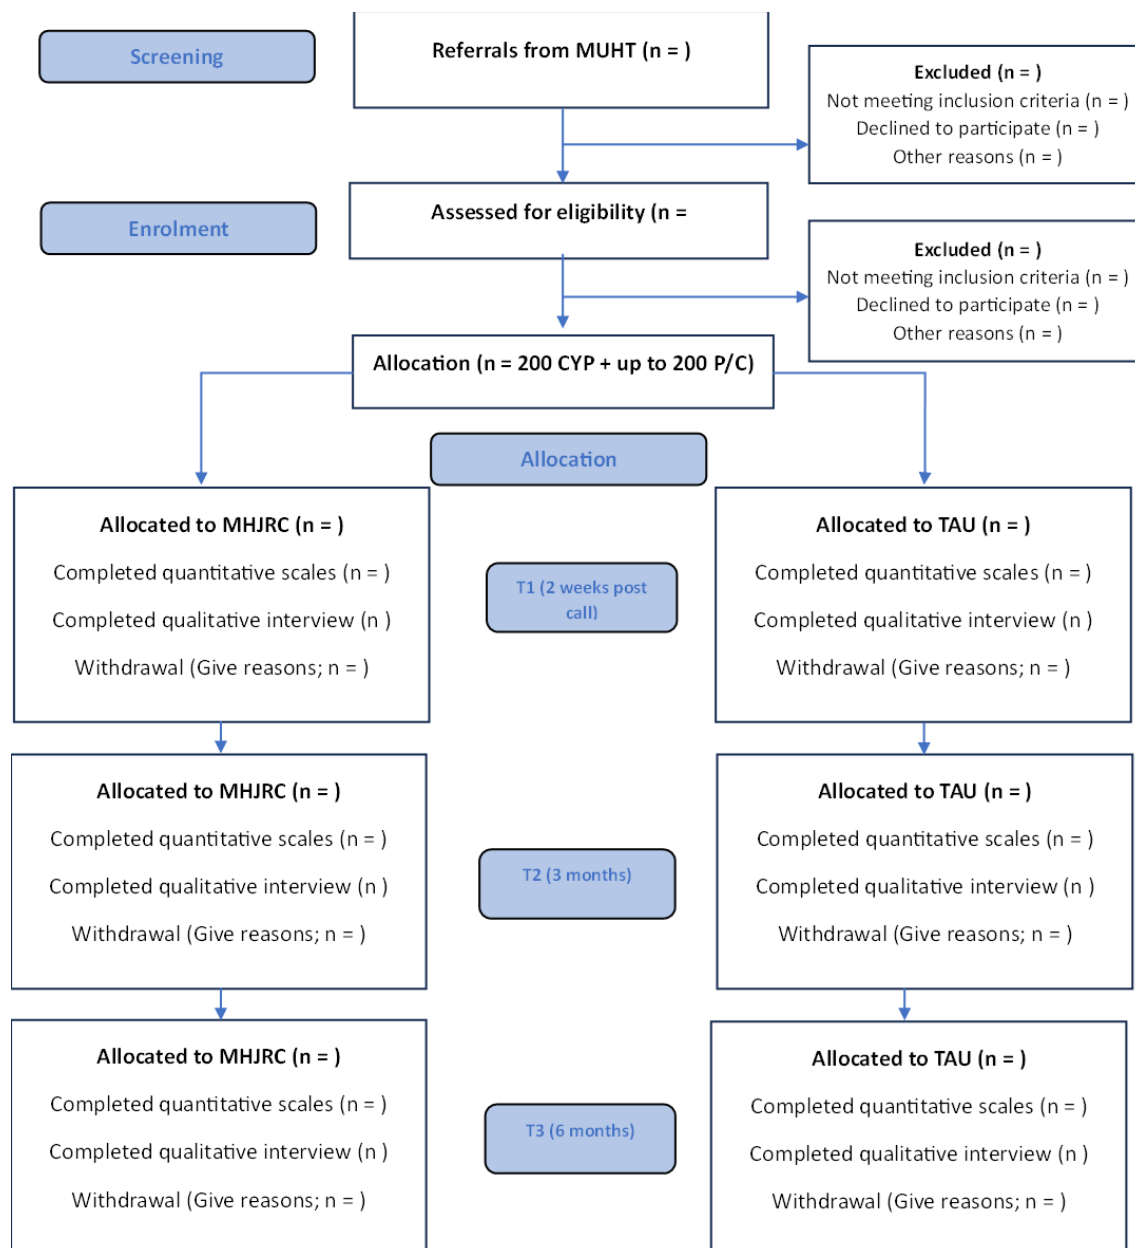 Screening
Referrals from MUHT (n = )
Excluded (n = )
Not meeting inclusion criteria (n = )
Declined to participate (n = )
Other reasons (n = )
Enrolment
Assessed for eligibility (n =
Excluded (n = )
Not meeting inclusion criteria (n = )
Declined to participate (n = )
Other reasons (n = )
Allocation (n = 200 CYP + up to 200 P/C)
Allocation
Allocated to MHJRC (n = )
Completed quantitative scales (n = )
Completed qualitative interview (n )
Withdrawal (Give reasons; n = )
T1 (2 weeks post
call)
Allocated to TAU (n = )
Completed quantitative scales (n = )
Completed qualitative interview (n )
Withdrawal (Give reasons; n = )
Allocated to MHJRC (n = )
Completed quantitative scales (n = )
Completed qualitative interview (n )
Withdrawal (Give reasons; n = )
T2 (3 months)
Allocated to TAU (n = )
Completed quantitative scales (n = )
Completed qualitative interview (n )
Withdrawal (Give reasons; n = )
Allocated to MHJRC (n = )
Completed quantitative scales (n = )
Completed qualitative interview (n )
Withdrawal (Give reasons; n = )
T3 (6 months)
Allocated to TAU (n = )
Completed quantitative scales (n = )
Completed qualitative interview (n )
Withdrawal (Give reasons; n = )